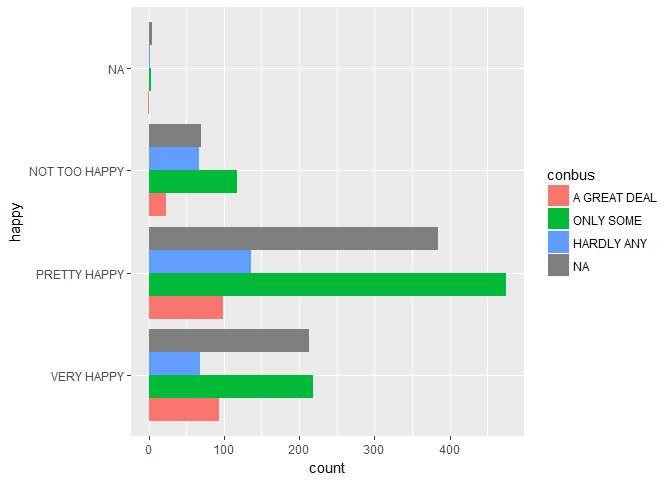 NA
NOT TOO HAPPY
PRETTY HAPPY
VERY HAPPY
happy
0 100 200 300 400
count
conbus
A GREAT DEAL
ONLY SOME
HARDLY ANY
NA